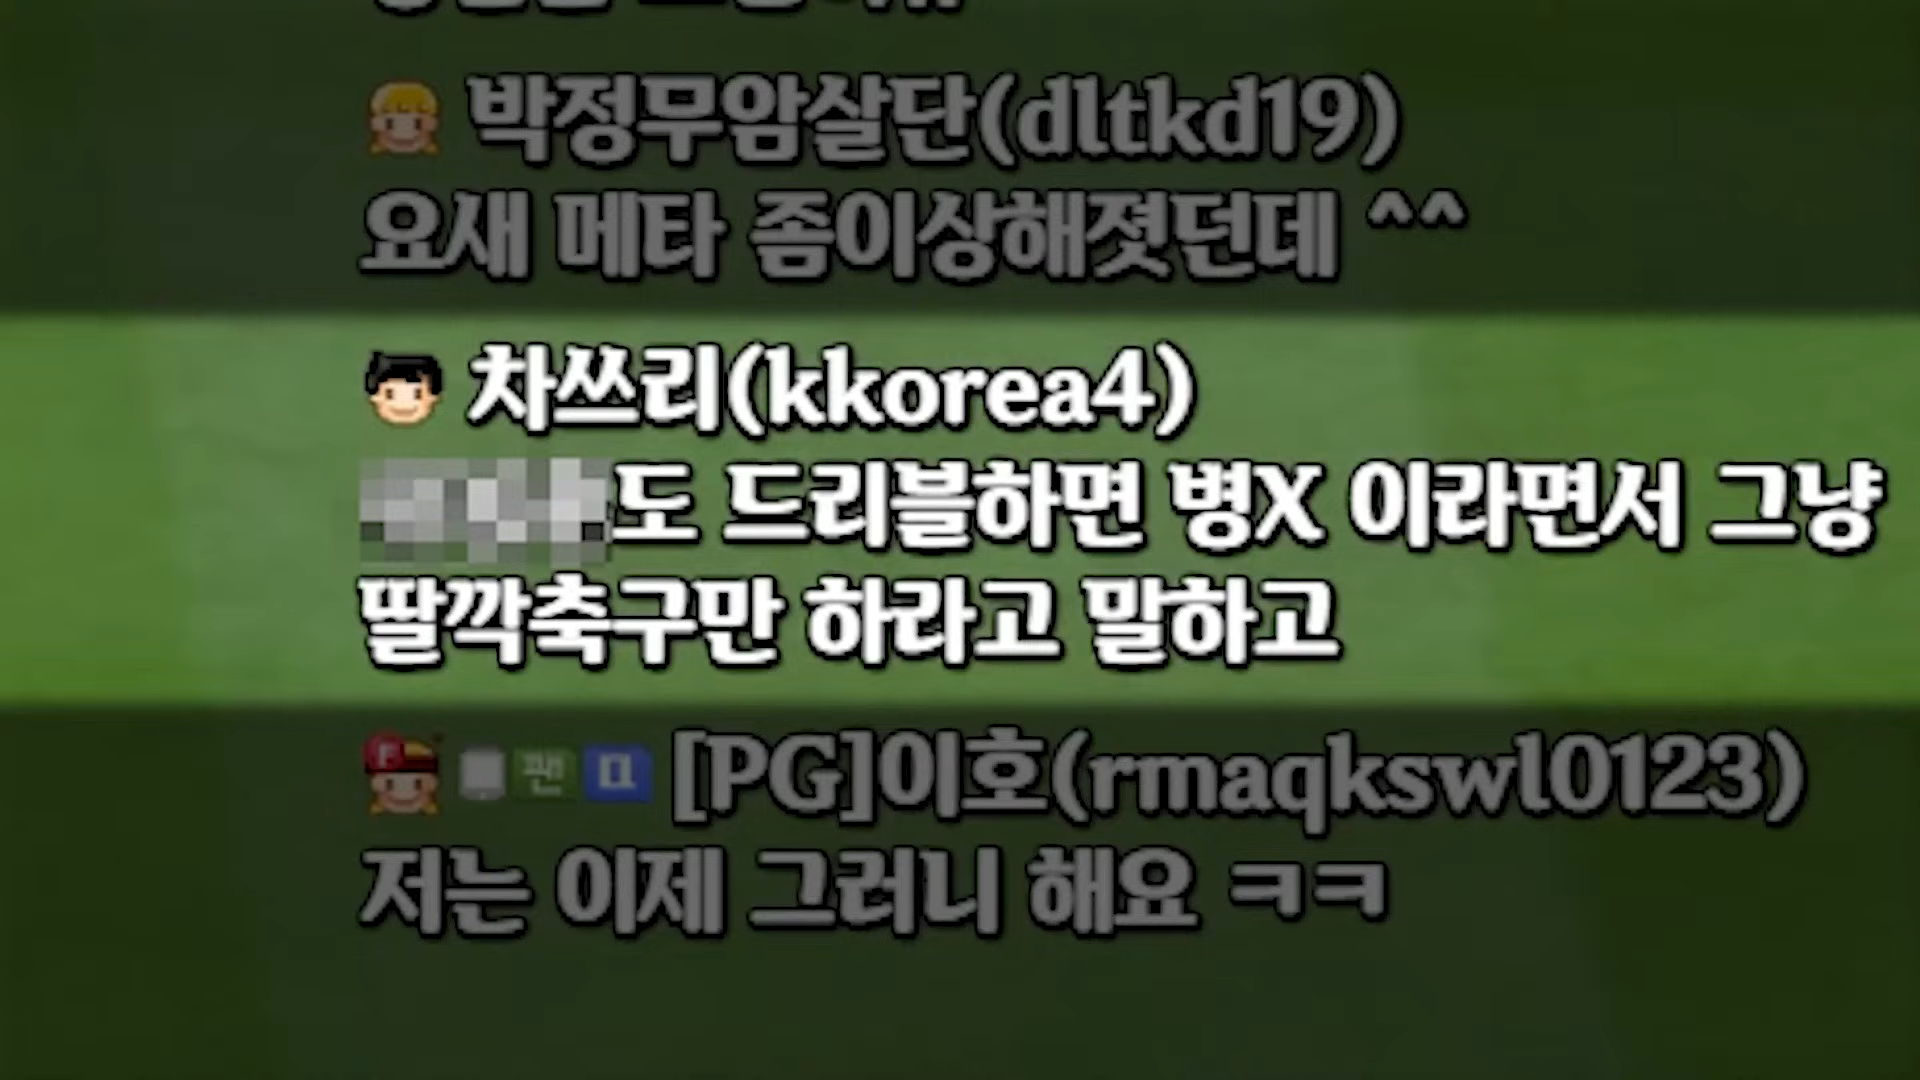 박정무암살단(dltkd19)
요새 메타 좀이상해졋던데 ^^
차쓰리(kkorea4)
도 드리블하면 병X 이라면서 그냥
딸깍축구만 하라고 말하고
F 팬 ㄸ [PG]이호(rmaqkswl0123)
저는 이제 그러니 해요 ㅋㅋ